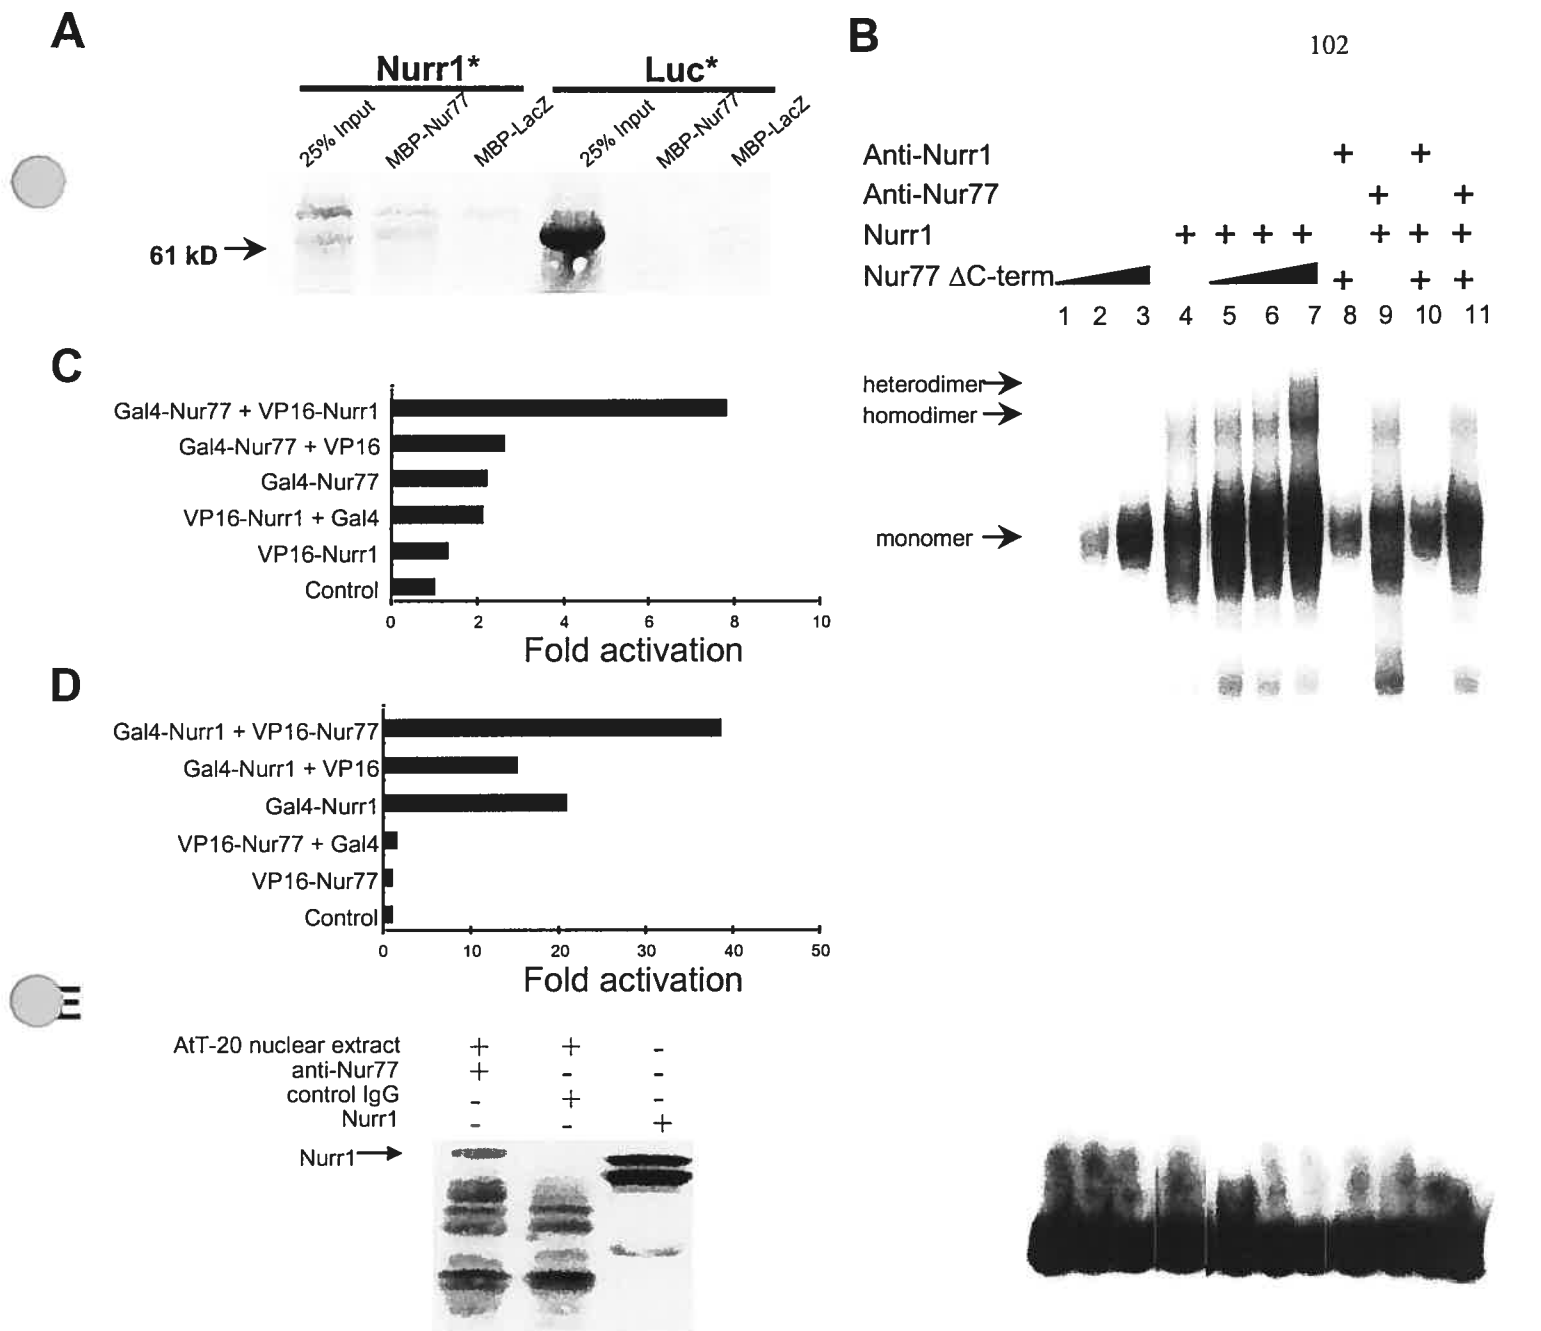 A
Nurr1* Luc*
25% Input MBP-Nur77 MBP-LacZ 25% Input MBP-Nur77 MBP-LacZ
61 kD
B
102
Anti-Nurr1 + +
Anti-Nur77 + +
Nurr1 + + + + + + +
Nur77 ΔC-term + + +
1 2 3 4 5 6 7 8 9 10 11
heterodimer
homodimer
monomer
C
Gal4-Nur77 + VP16-Nurr1
Gal4-Nur77 + VP16
Gal4-Nur77
VP16-Nurr1 + Gal4
VP16-Nurr1
Control
0 2 4 6 8 10
Fold activation
D
Gal4-Nurr1 + VP16-Nur77
Gal4-Nurr1 + VP16
Gal4-Nurr1
VP16-Nur77 + Gal4
VP16-Nur77
Control
0 10 20 30 40 50
Fold activation
E
AtT-20 nuclear extract + + -
anti-Nur77 + - -
control IgG - + -
Nurr1 - - +
Nurr1